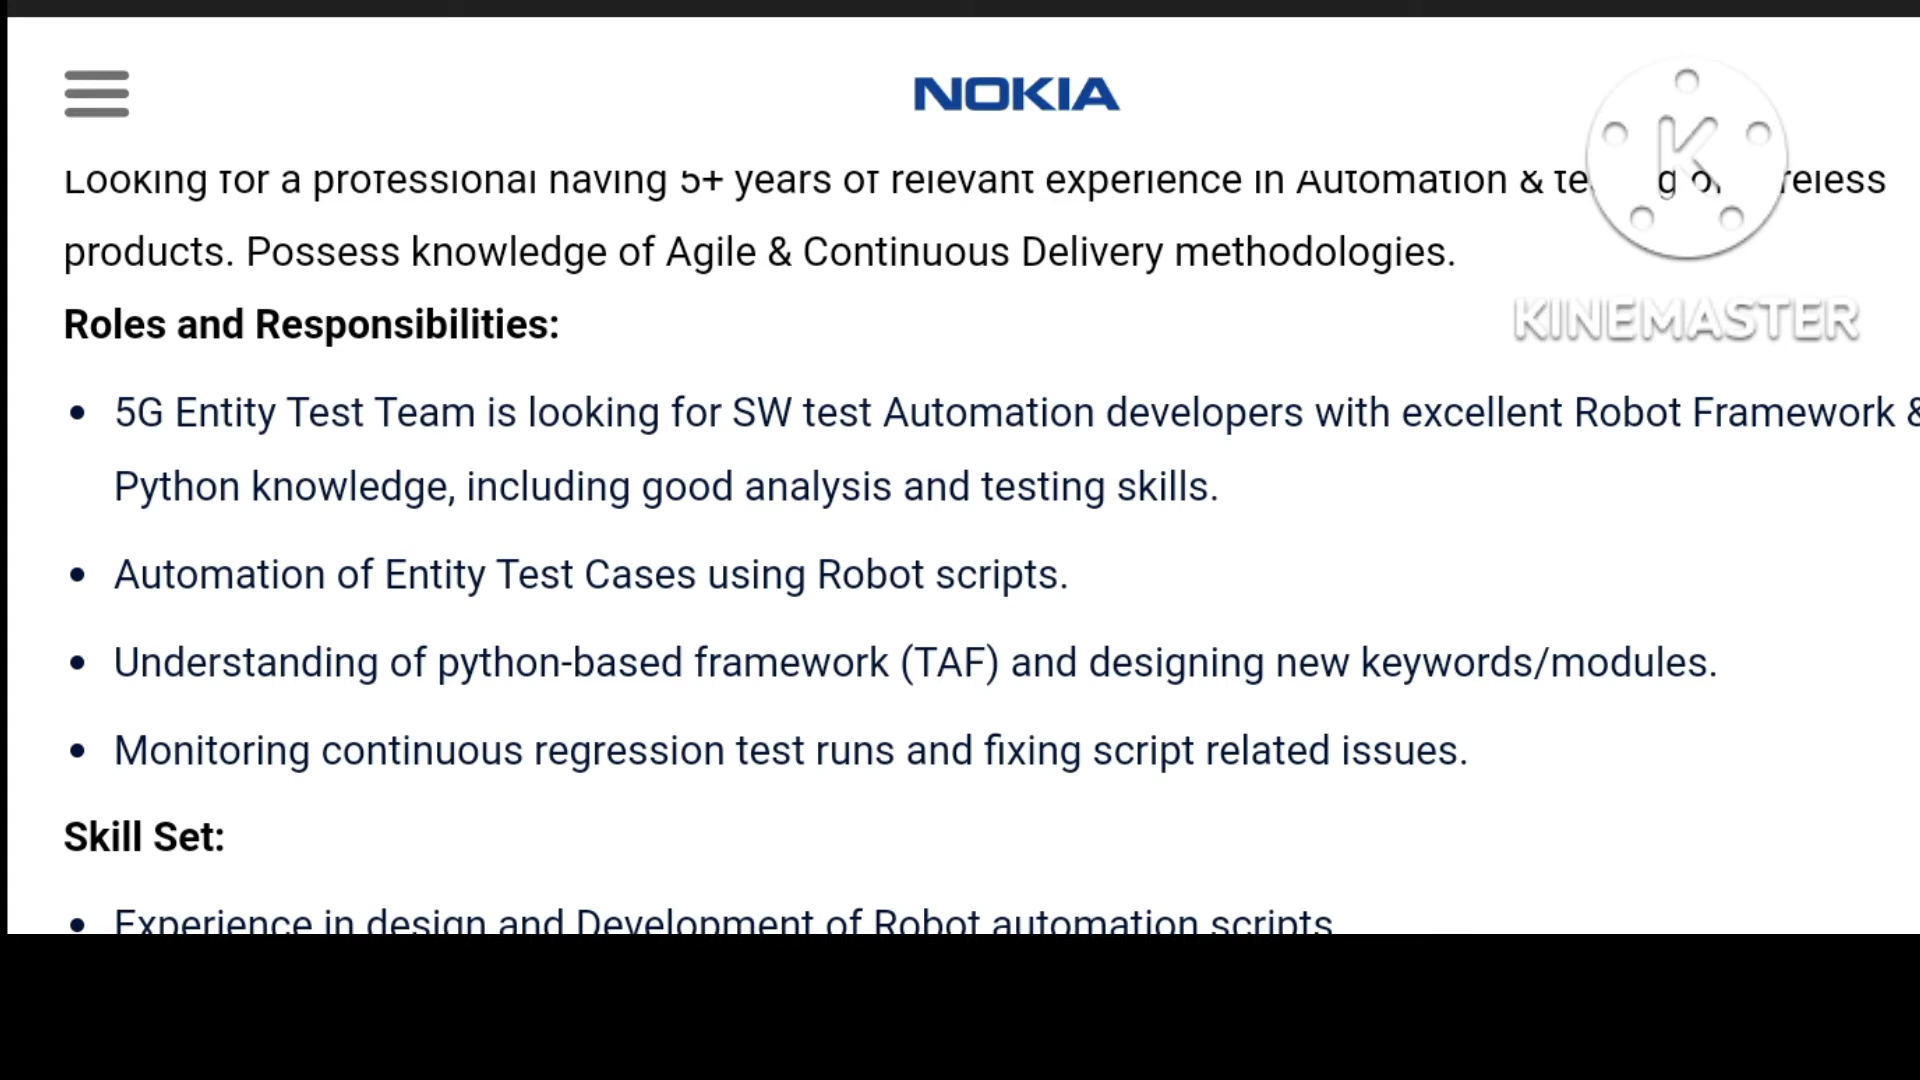 NOKIA
Looking for a professional having 5+ years of relevant experience in Automation &
products. Possess knowledge of Agile & Continuous Delivery methodologies.
KINEMASTER
Roles and Responsibilities:
• 5G Entity Test Team is looking for SW test Automation developers with excellent Robot Framework &
Python knowledge, including good analysis and testing skills.
• Automation of Entity Test Cases using Robot scripts.
• Understanding of python-based framework (TAF) and designing new keywords/modules.
• Monitoring continuous regression test runs and fixing script related issues.
Skill Set:
• Experience in design and Development of Robot automation scripts